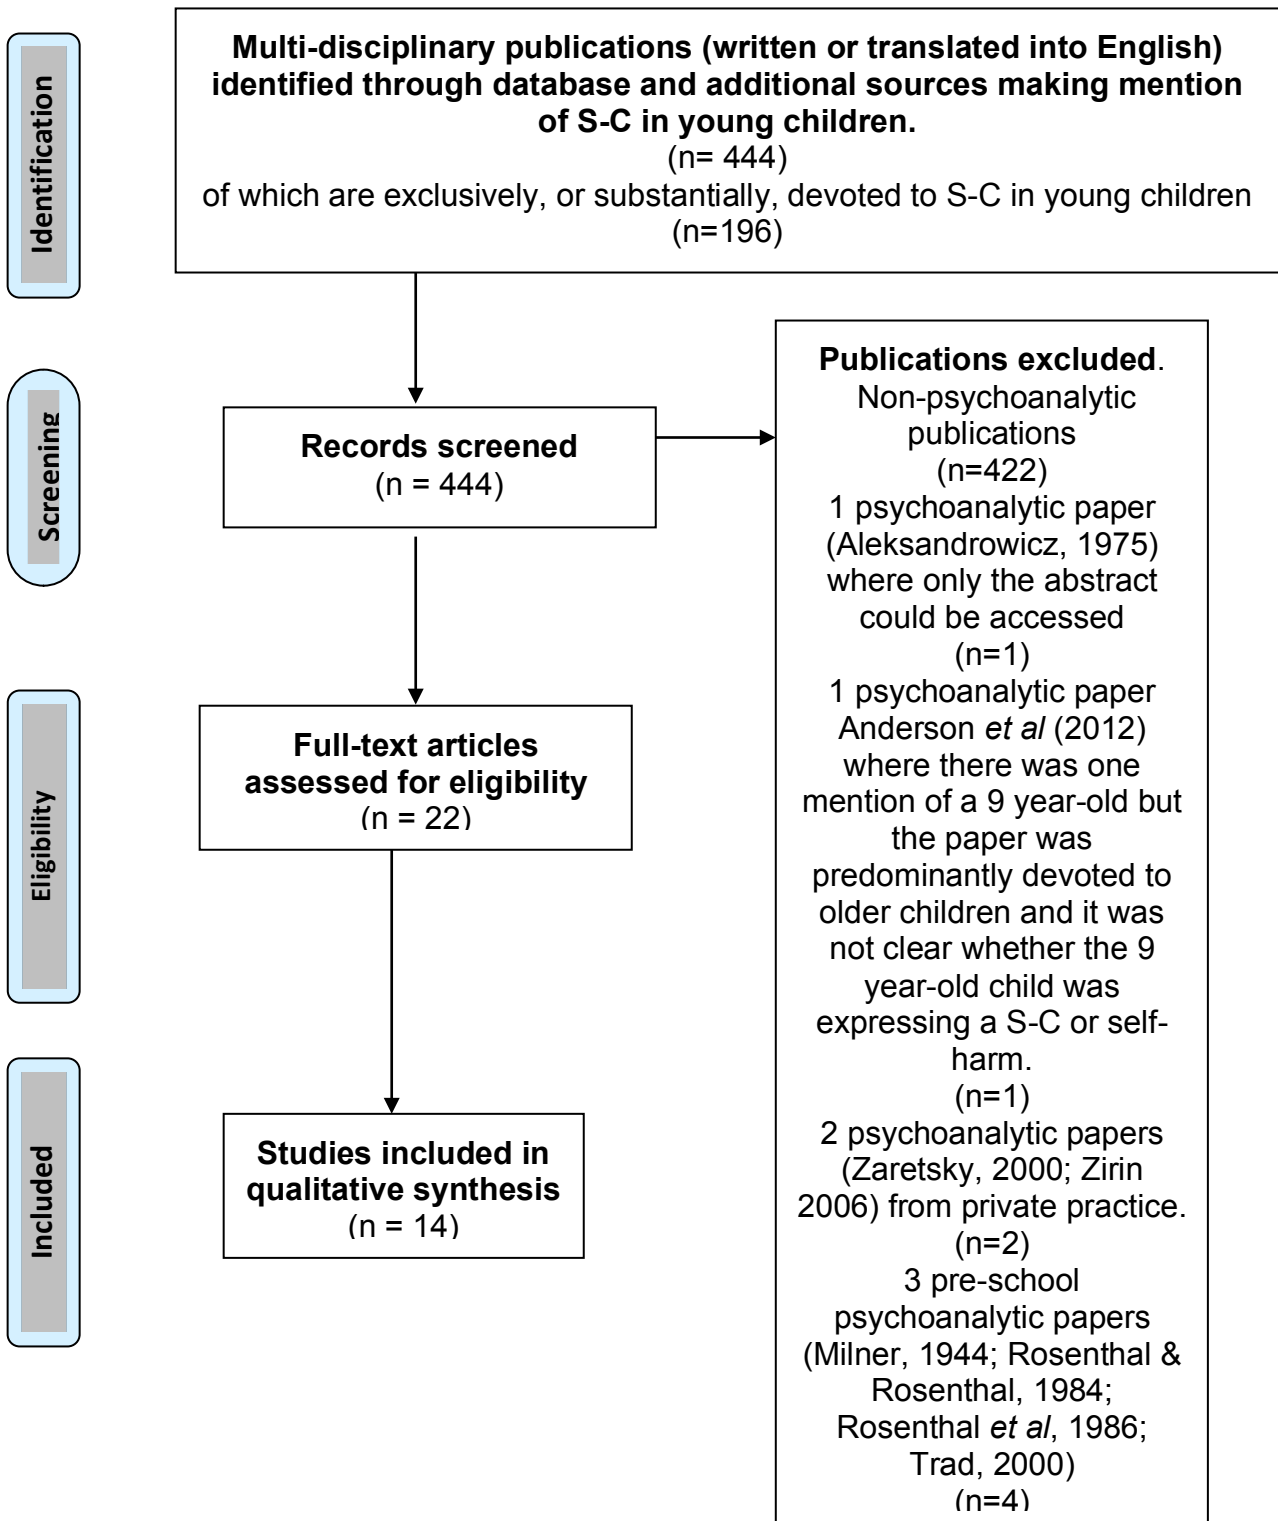 Identification
Multi-disciplinary publications (written or translated into English)
identified through database and additional sources making mention
of S-C in young children.
(n= 444)
of which are exclusively, or substantially, devoted to S-C in young children
(n=196)
Screening
Records screened
(n = 444)
Publications excluded.
Non-psychoanalytic
publications
(n=422)
1 psychoanalytic paper
(Aleksandrowicz, 1975)
where only the abstract
could be accessed
(n=1)
1 psychoanalytic paper
Anderson et al (2012)
where there was one
mention of a 9 year-old but
the paper was
predominantly devoted to
older children and it was
not clear whether the 9
year-old child was
expressing a S-C or self-
harm.
(n=1)
2 psychoanalytic papers
(Zaretsky, 2000; Zirin
2006) from private practice.
(n=2)
3 pre-school
psychoanalytic papers
(Milner, 1944; Rosenthal &
Rosenthal, 1984;
Rosenthal et al, 1986;
Trad, 2000)
(n=4)
Eligibility
Full-text articles
assessed for eligibility
(n = 22)
Included
Studies included in
qualitative synthesis
(n = 14)